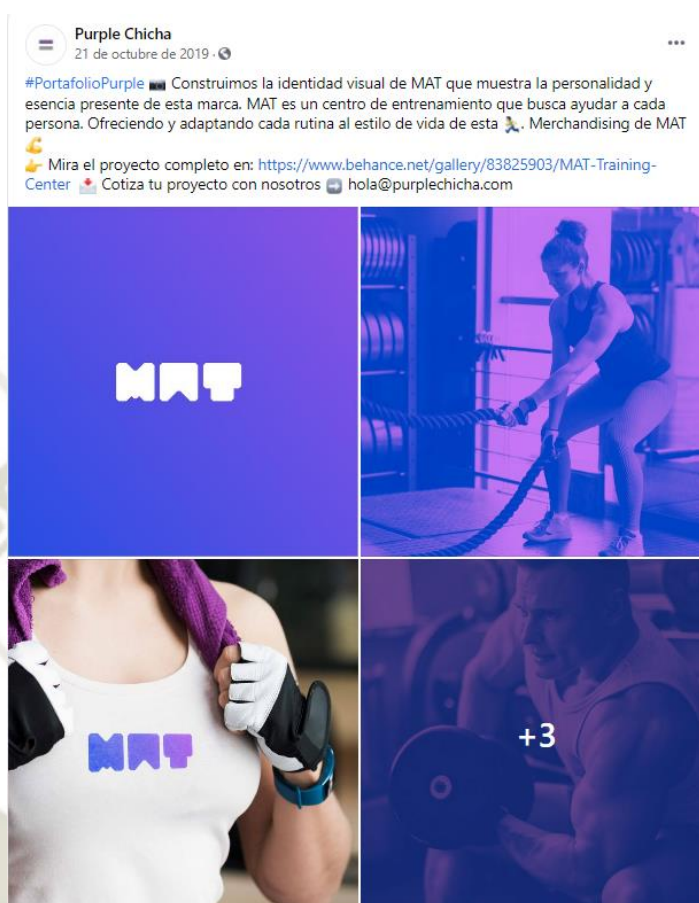 Purple Chicha
21 de octubre de 2019 ·
#PortafolioPurple 📷 Construimos la identidad visual de MAT que muestra la personalidad y
esencia presente de esta marca. MAT es un centro de entrenamiento que busca ayudar a cada
persona. Ofreciendo y adaptando cada rutina al estilo de vida de esta 🏃‍♀️. Merchandising de MAT
💪
👉 Mira el proyecto completo en: https://www.behance.net/gallery/83825903/MAT-Training-
Center 📩 Cotiza tu proyecto con nosotros ➡️ hola@purplechicha.com
MAT
MAT
+3